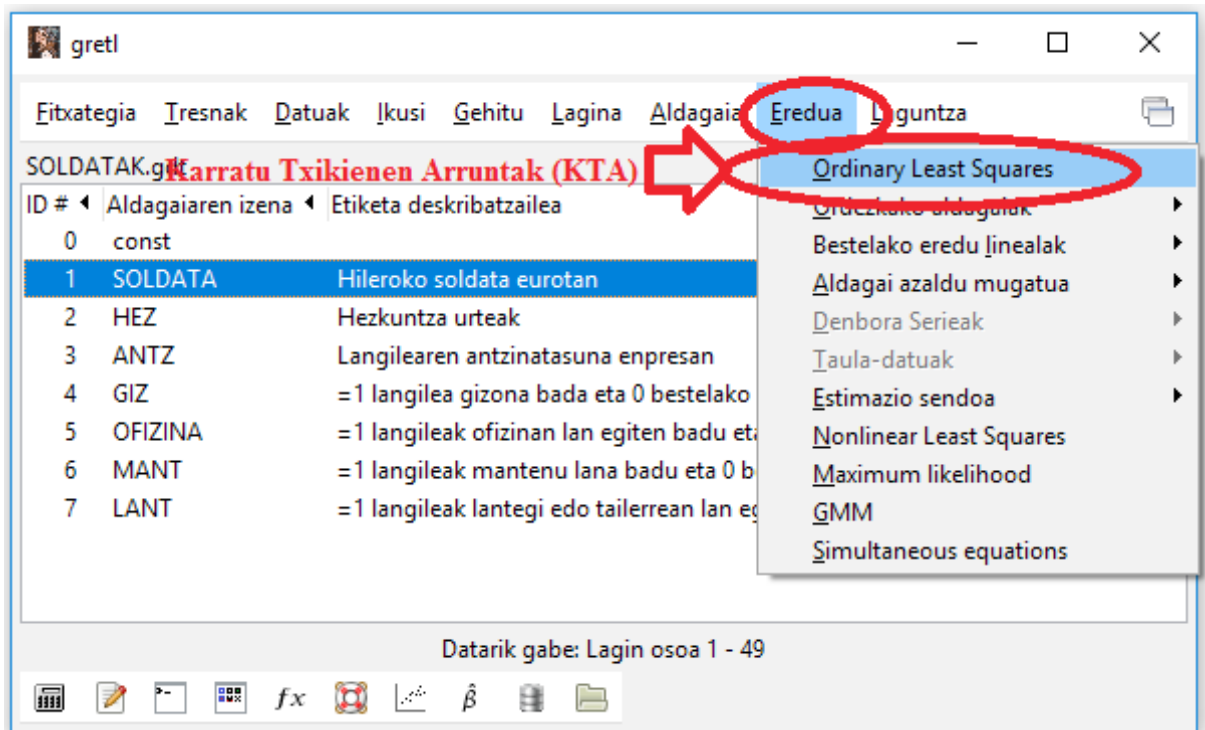 gretl
Fitxategia Tresnak Datuak Ikusi Gehitu Lagina Aldagaia Eredua Laguntza
SOLDATAK.gdt
Karratu Txikienen Arruntak (KTA)
ID # Aldagaiaren izena Etiketa deskribatzailea
0 const
1 SOLDATA Hileroko soldata eurotan
2 HEZ Hezkuntza urteak
3 ANTZ Langilearen antzinatasuna enpresan
4 GIZ =1 langilea gizona bada eta 0 bestelako
5 OFIZINA =1 langileak ofizinan lan egiten badu eta
6 MANT =1 langileak mantenu lana badu eta 0 b
7 LANT =1 langileak lantegi edo tailerrean lan eg
Ordinary Least Squares
Ordezkako aldagaiak
Bestelako eredu linealak
Aldagai azaldu mugatua
Denbora Serieak
Taula-datuak
Estimazio sendoa
Nonlinear Least Squares
Maximum likelihood
GMM
Simultaneous equations
Datarik gabe: Lagin osoa 1 - 49
fx
β̂